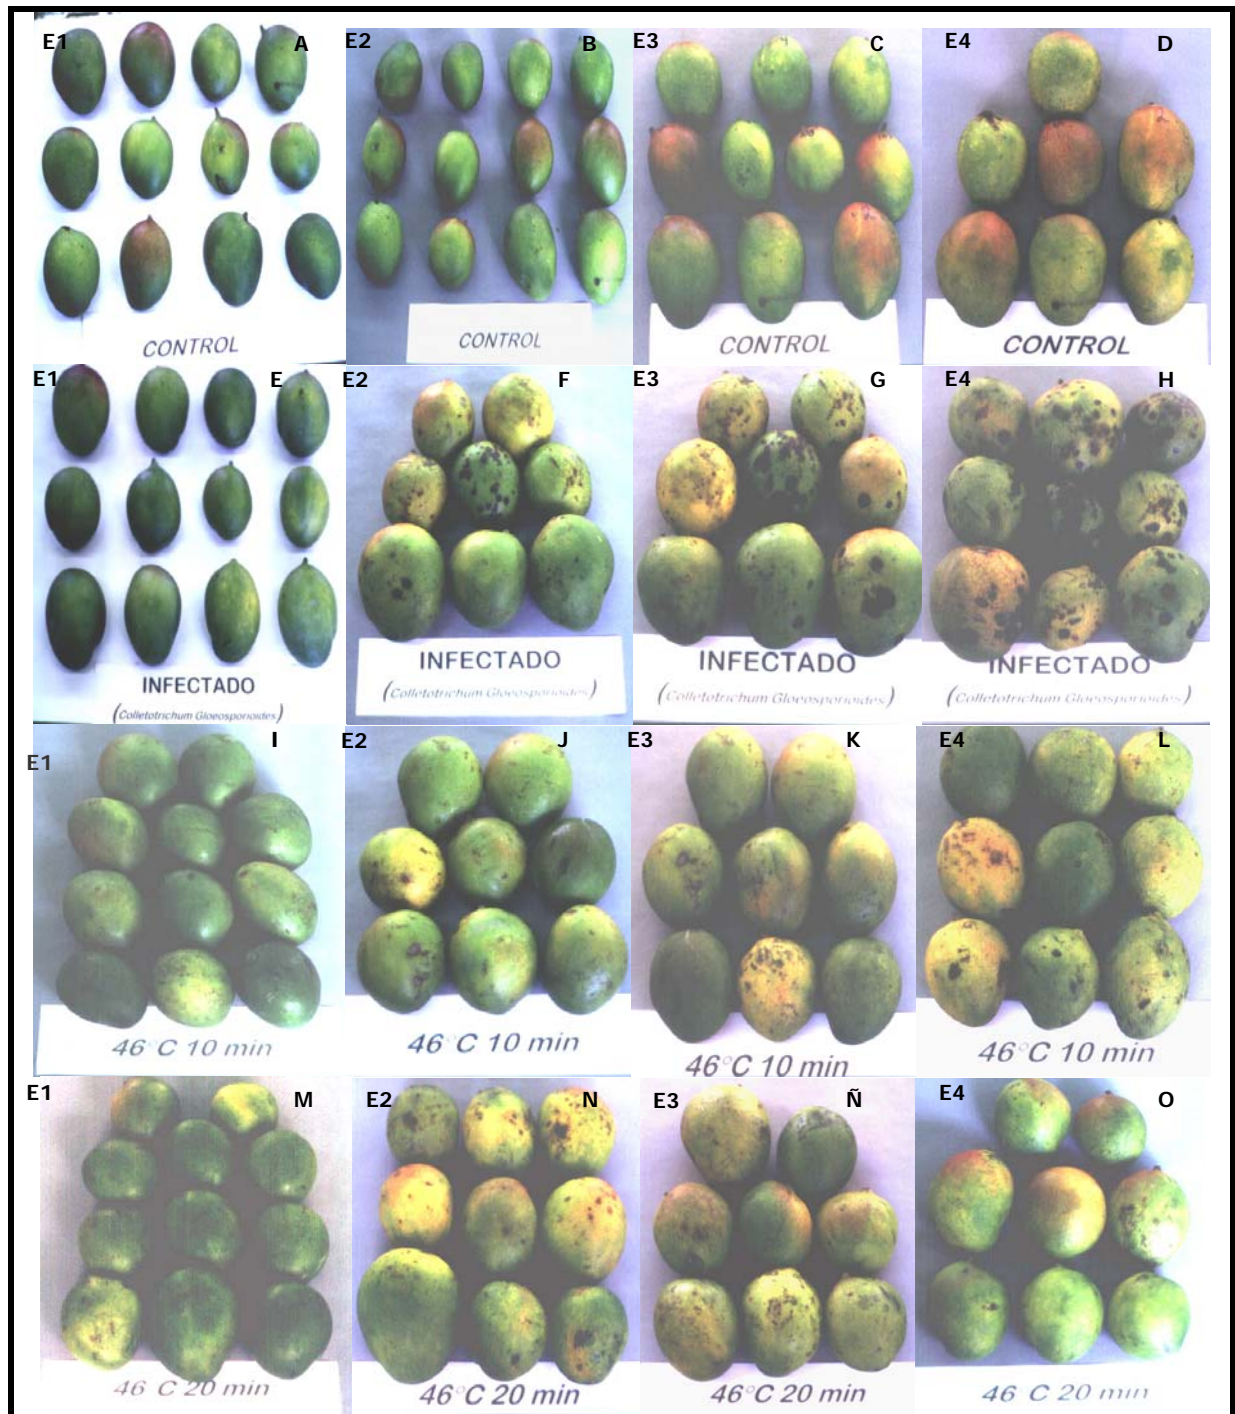 E1 A E2 B E3 C E4 D
CONTROL CONTROL CONTROL CONTROL
E1 E E2 F E3 G E4 H
INFECTADO INFECTADO INFECTADO INFECTADO
(Colletotrichum Gloeosporioides) (Colletotrichum Gloeosporioides) (Colletotrichum Gloeosporioides) (Colletotrichum Gloeosporioides)
E1 I E2 J E3 K E4 L
46°C 10 min 46°C 10 min 46°C 10 min 46°C 10 min
E1 M E2 N E3 Ñ E4 O
46 C 20 min 46°C 20 min 46°C 20 min 46 C 20 min